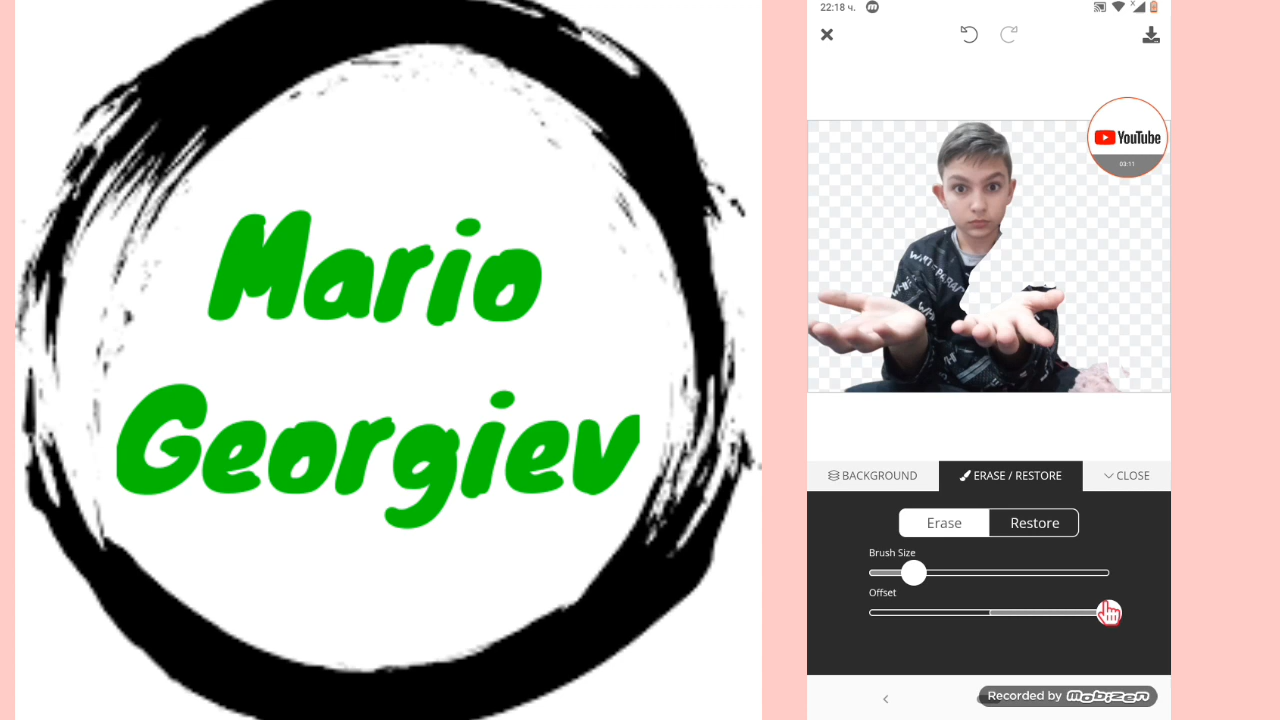 Mario
Georgiev
22:18 ч.
YouTube
03:11
BACKGROUND
ERASE / RESTORE
CLOSE
Erase
Restore
Brush Size
Offset
Recorded by mobizen